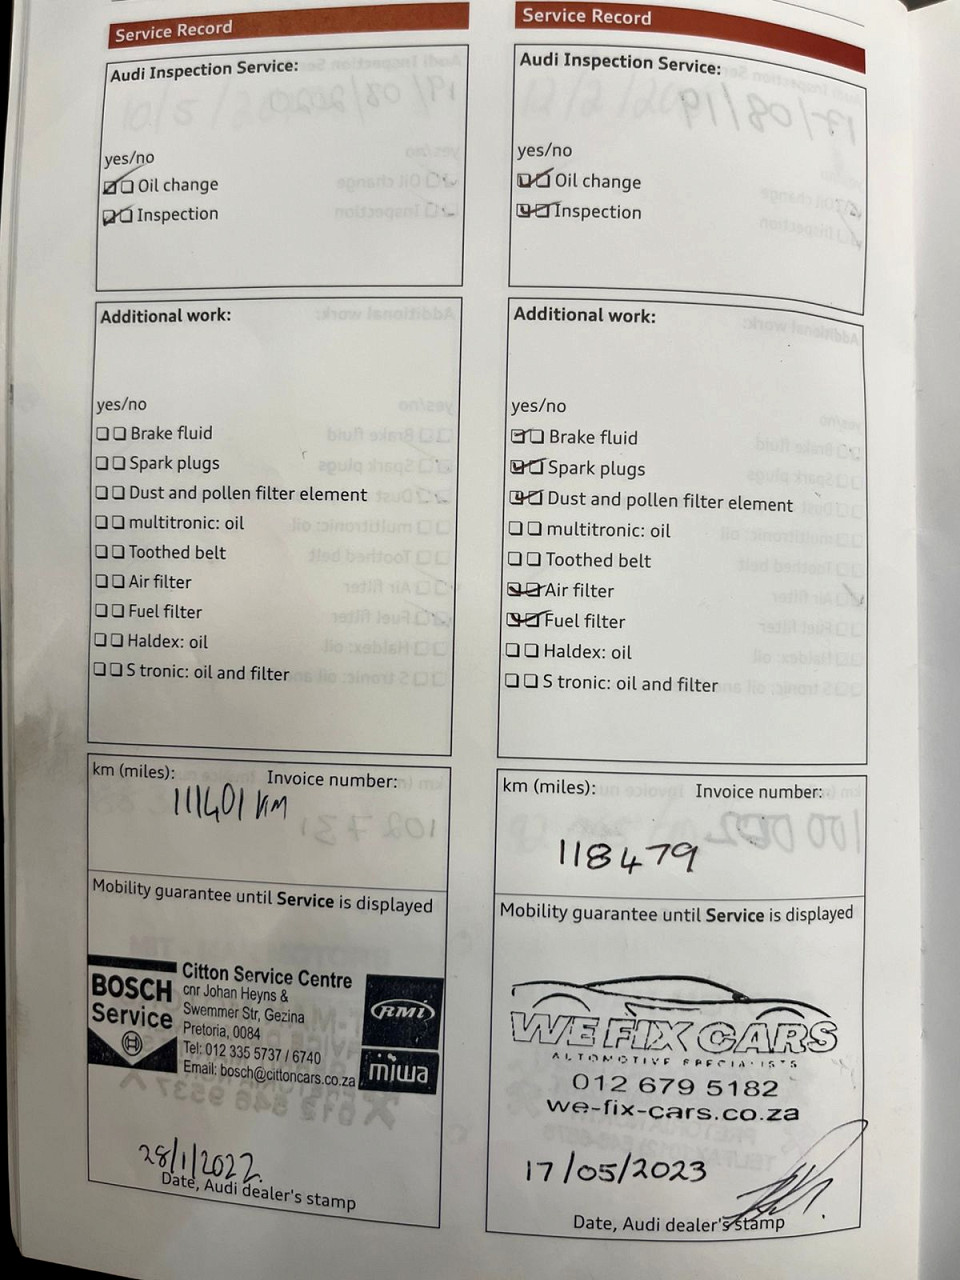 Service Record
Audi Inspection Service:
yes/no
Oil change
Inspection
Additional work:
yes/no
Brake fluid
Spark plugs
Dust and pollen filter element
multitronic: oil
Toothed belt
Air filter
Fuel filter
Haldex: oil
S tronic: oil and filter
km (miles): Invoice number:
111401 KM
Mobility guarantee until Service is displayed
BOSCH
Service
Citton Service Centre
cnr Johan Heyns &
Swemmer Str, Gezina
Pretoria, 0084
Tel: 012 335 5737 / 6740
Email: bosch@cittoncars.co.za
RMI
miwa
28/1/2022
Date, Audi dealer's stamp
Service Record
Audi Inspection Service:
yes/no
Oil change
Inspection
Additional work:
yes/no
Brake fluid
Spark plugs
Dust and pollen filter element
multitronic: oil
Toothed belt
Air filter
Fuel filter
Haldex: oil
S tronic: oil and filter
km (miles): Invoice number:
118479
Mobility guarantee until Service is displayed
WE FIX CARS
AUTOMOTIVE SPECIALISTS
012 679 5182
we-fix-cars.co.za
17/05/2023
Date, Audi dealer's stamp